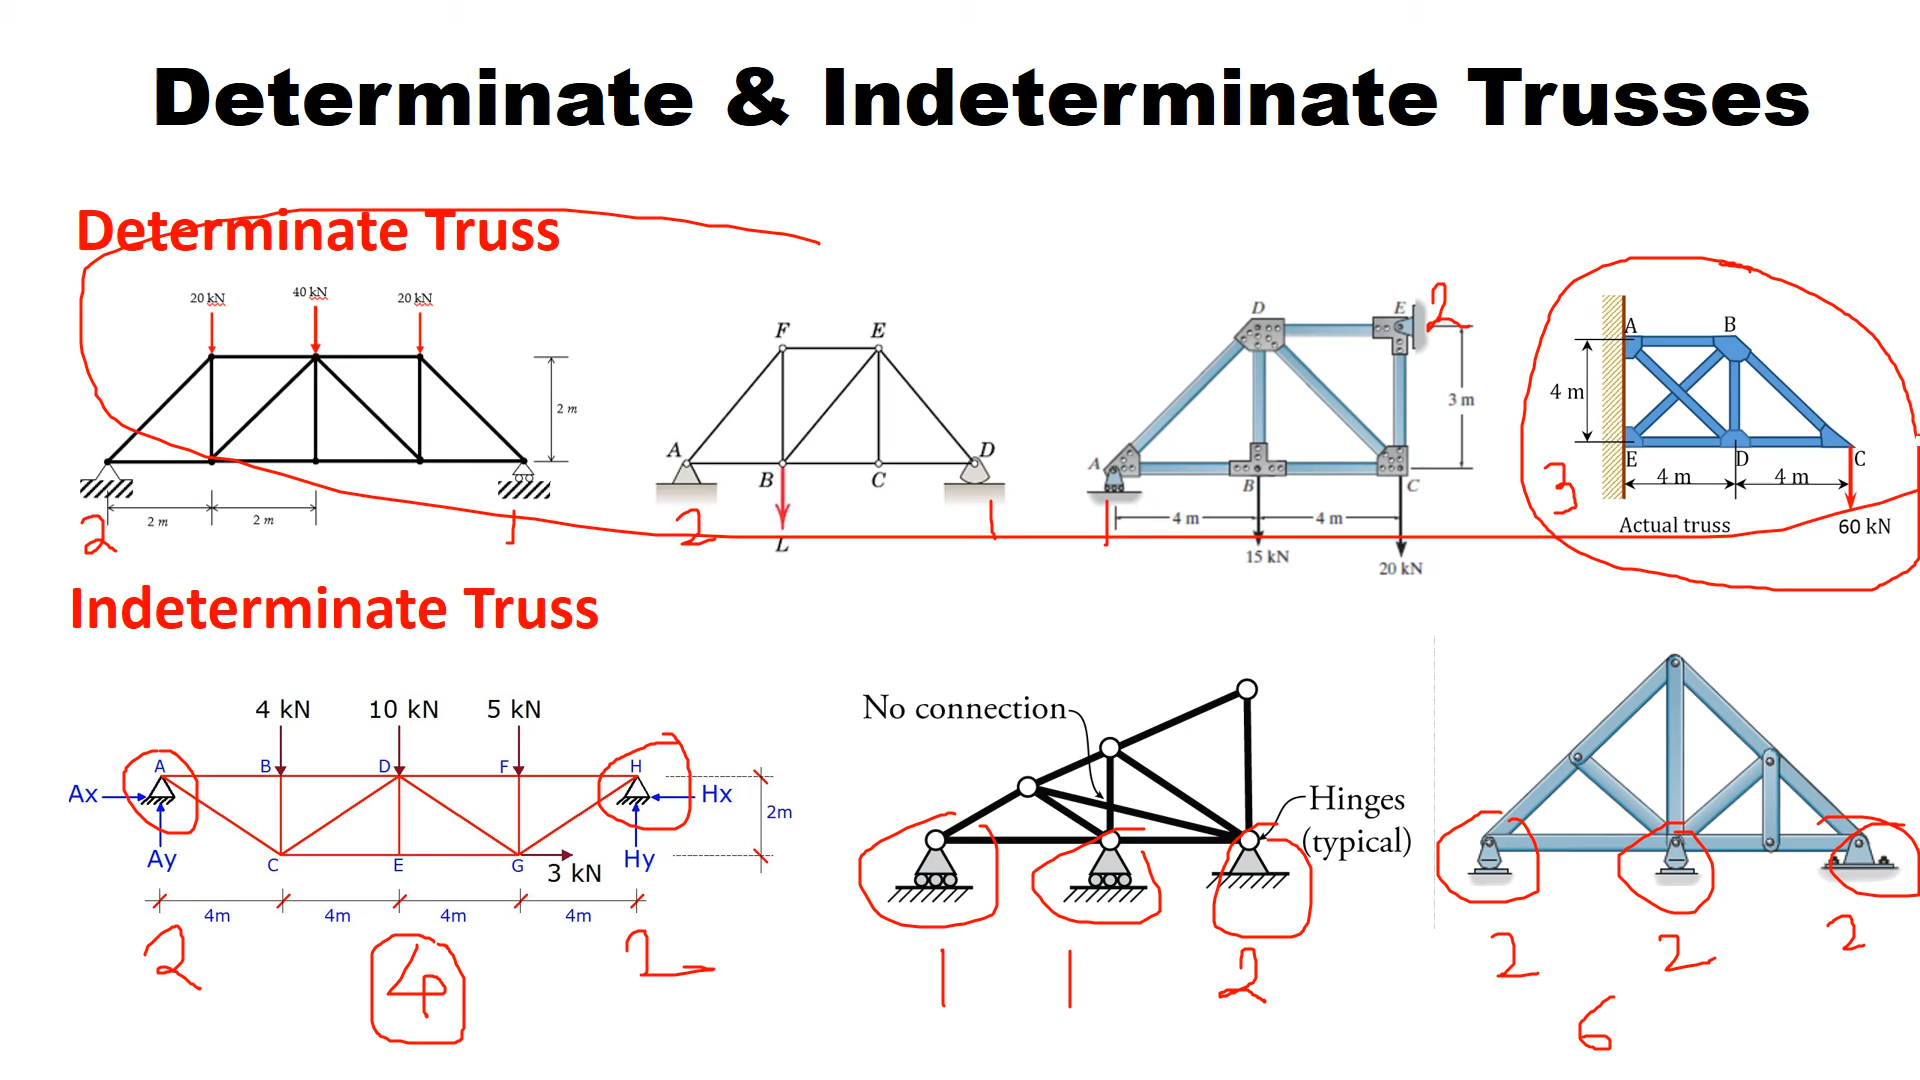 Determinate & Indeterminate Trusses
Determinate Truss
20 kN
40 kN
20 kN
2 m
2 m
2 m
2
1
F
E
A
B
C
D
L
2
1
D
E
2
3 m
A
B
C
4 m
4 m
15 kN
20 kN
1
A
B
4 m
E
D
C
4 m
4 m
3
Actual truss
60 kN
Indeterminate Truss
4 kN
10 kN
5 kN
A
B
D
F
H
Ax
Hx
2m
Ay
C
E
G
3 kN
Hy
4m
4m
4m
4m
2
4
2
No connection
Hinges
(typical)
1
1
2
2
2
2
6